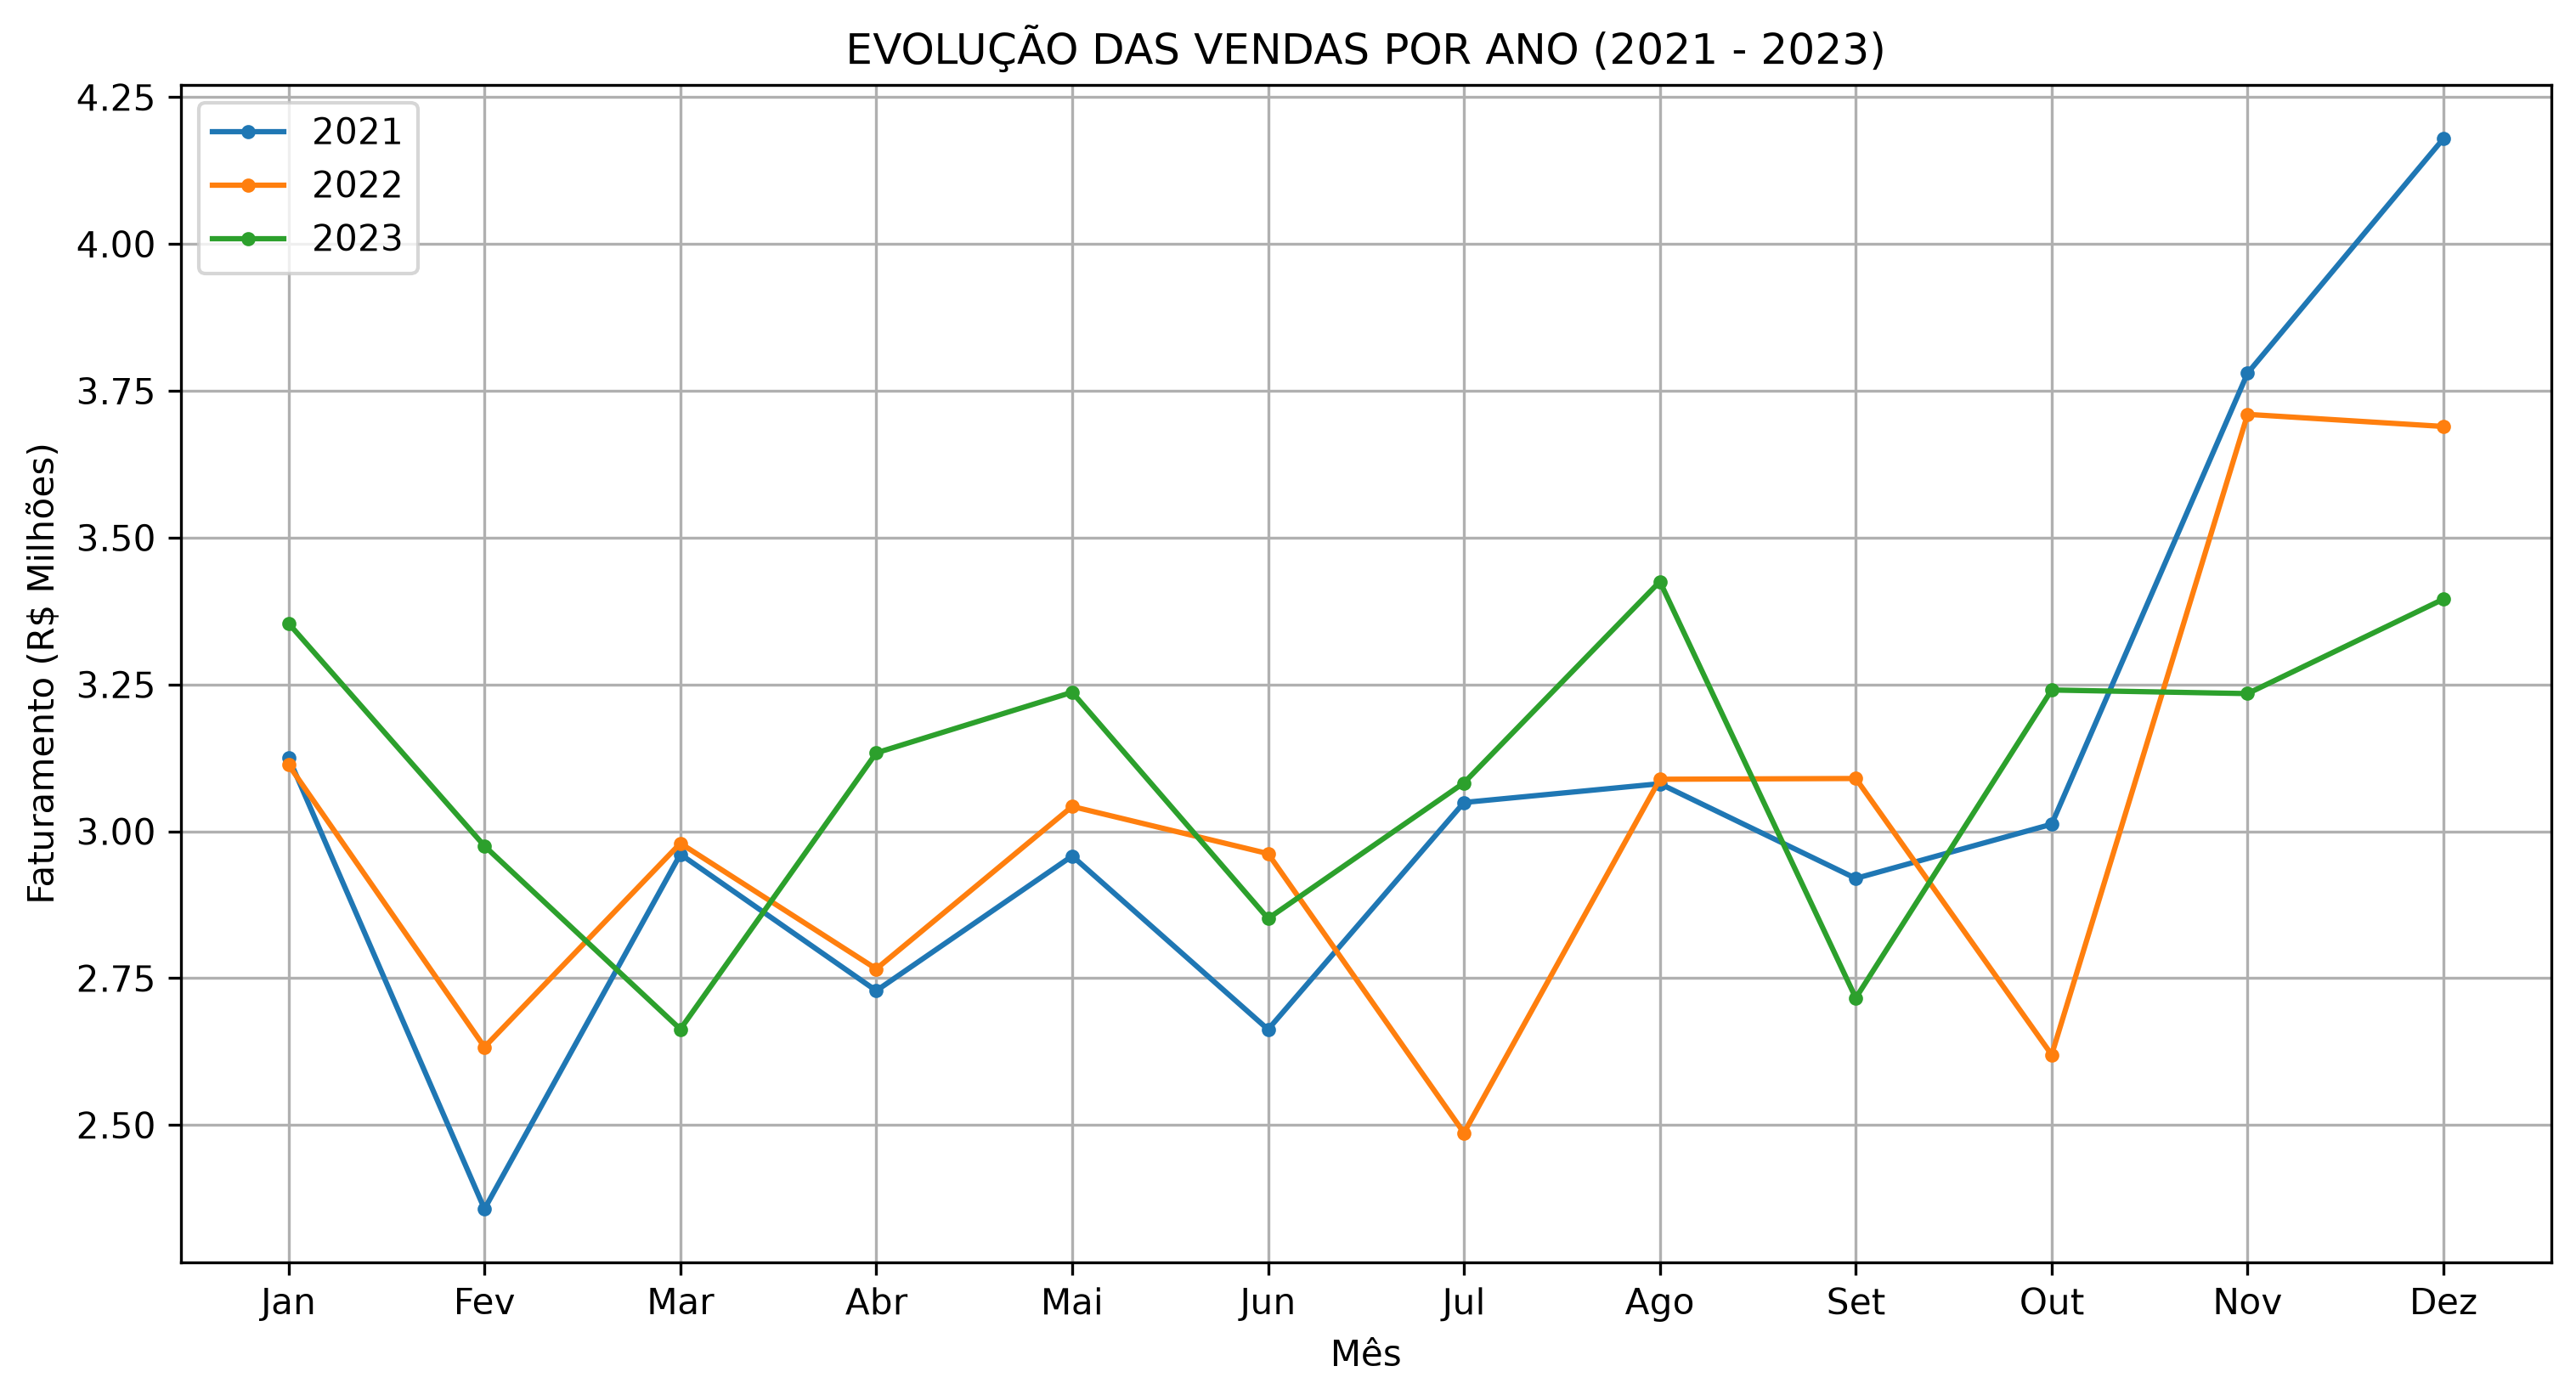 EVOLUÇÃO DAS VENDAS POR ANO (2021 - 2023)
4.25
4.00
3.75
3.50
3.25
3.00
2.75
2.50
Faturamento (R$ Milhões)
2021
2022
2023
Jan Fev Mar Abr Mai Jun Jul Ago Set Out Nov Dez
Mês